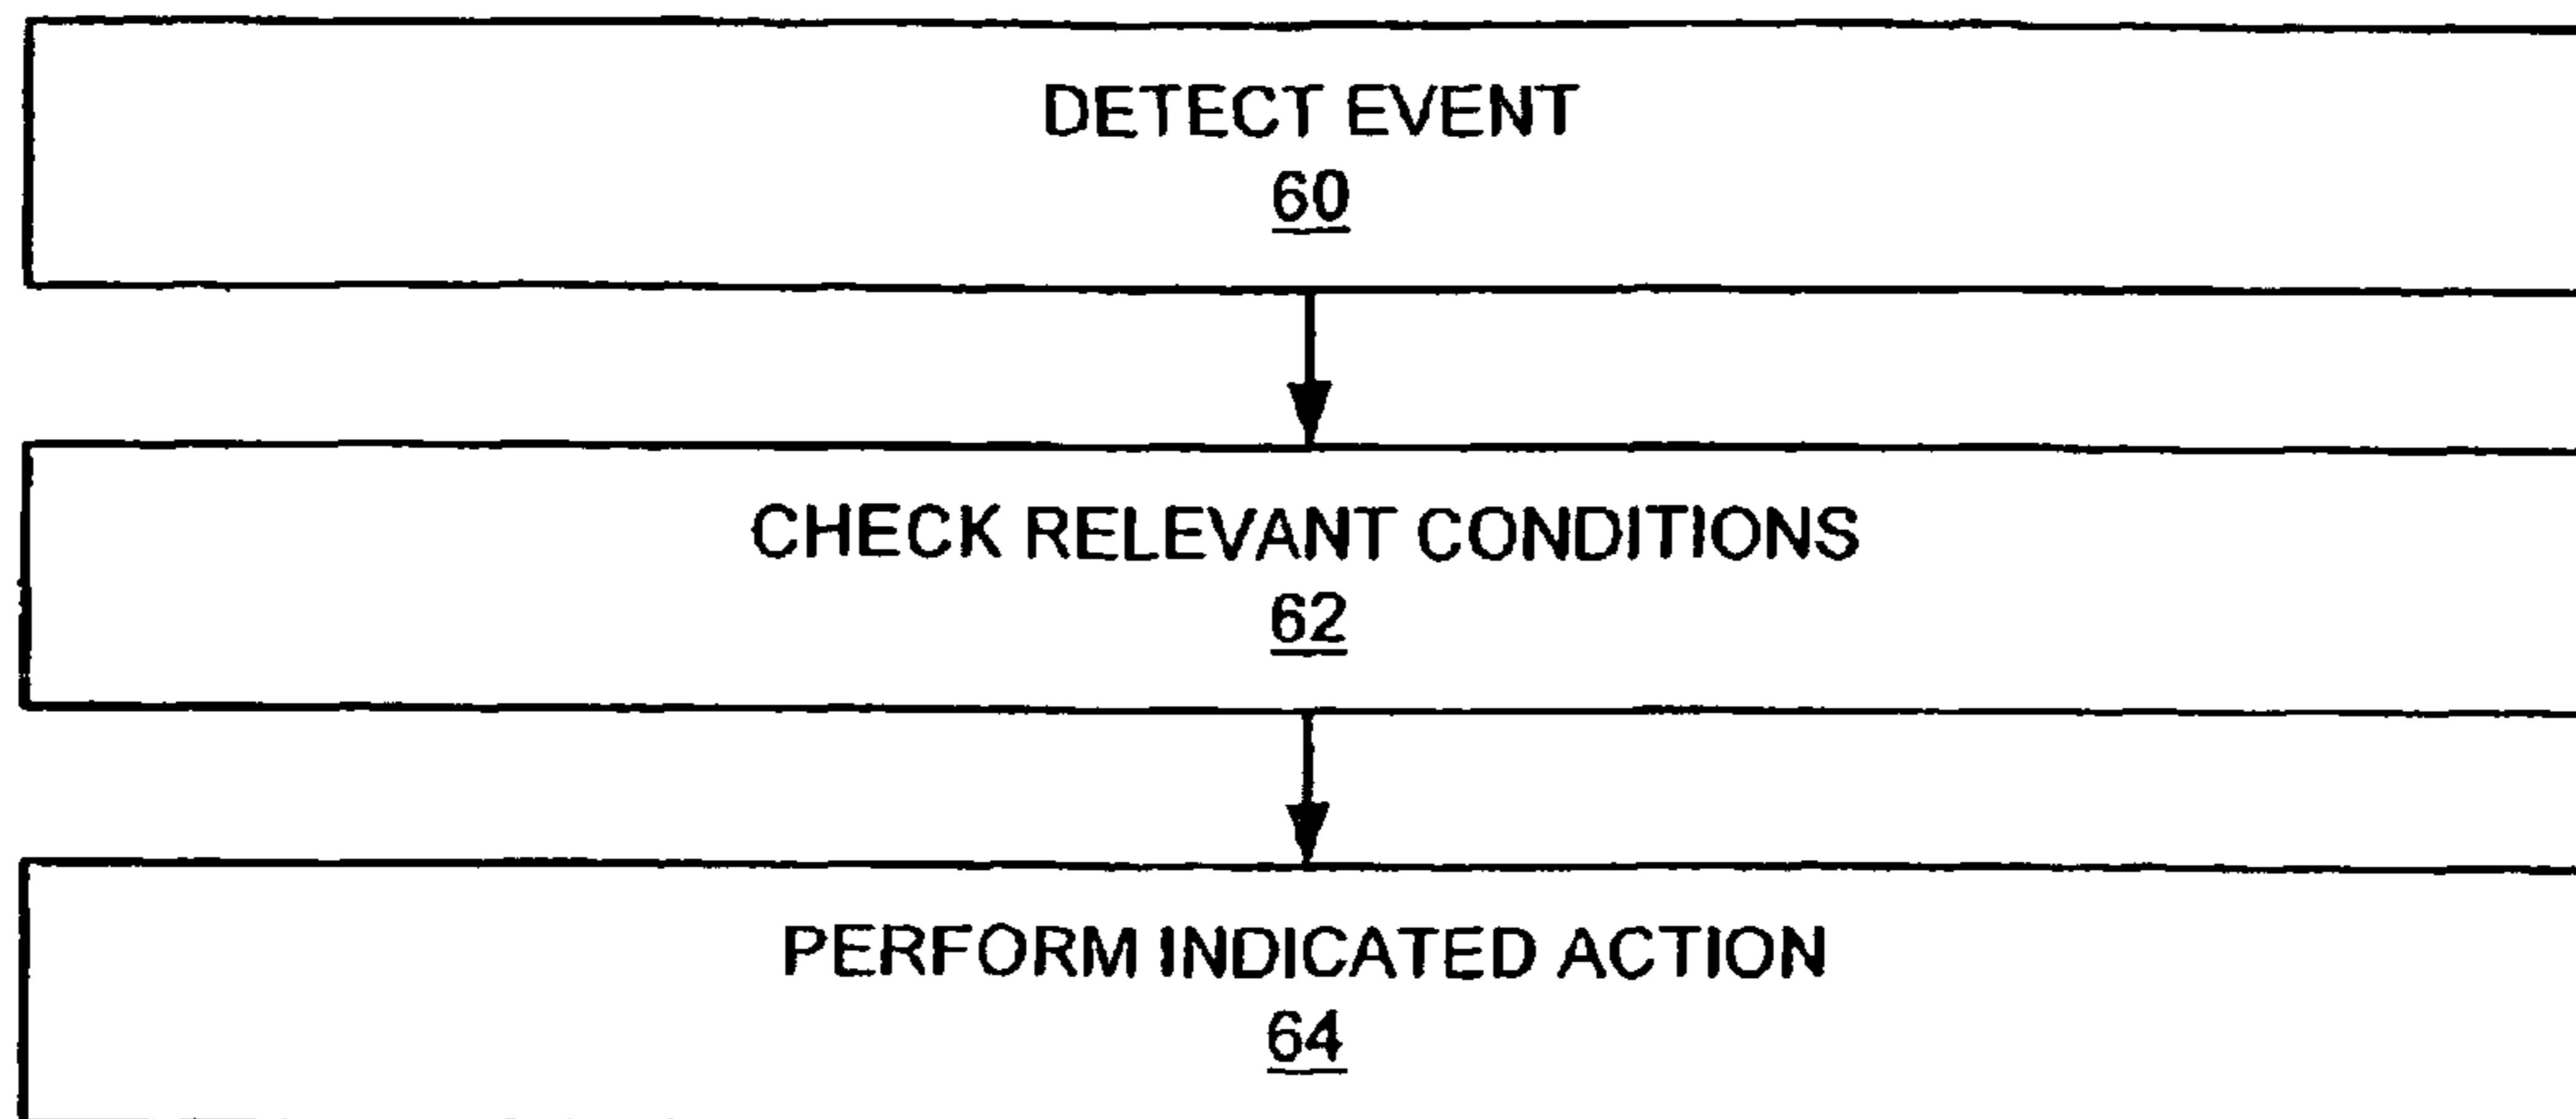 DETECT EVENT
60
CHECK RELEVANT CONDITIONS
62
PERFORM INDICATED ACTION
64